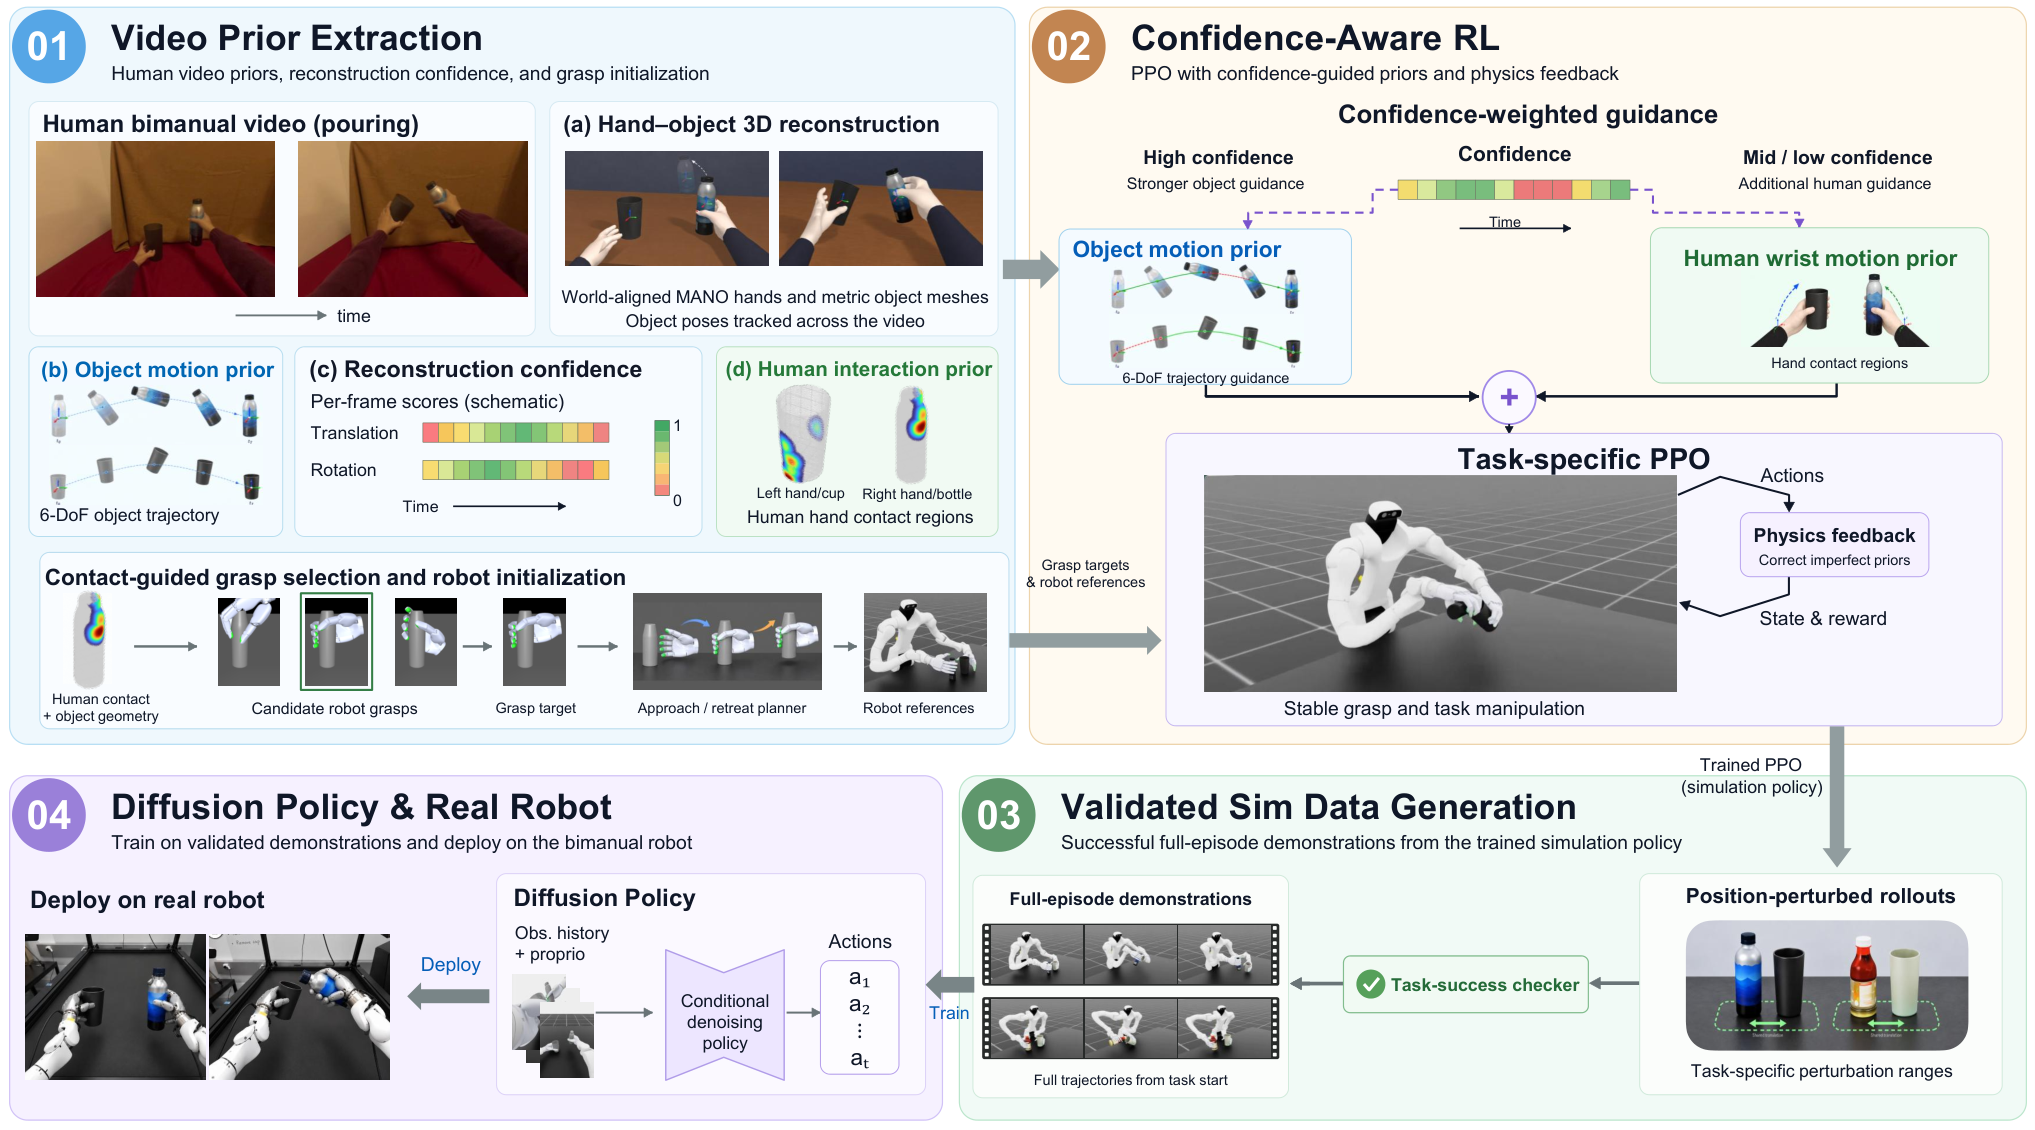 01
Video Prior Extraction
Human video priors, reconstruction confidence, and grasp initialization
Human bimanual video (pouring)
time
(a) Hand–object 3D reconstruction
World-aligned MANO hands and metric object meshes
Object poses tracked across the video
(b) Object motion prior
6-DoF object trajectory
(c) Reconstruction confidence
Per-frame scores (schematic)
Translation
Rotation
1
0
Time
(d) Human interaction prior
Left hand/cup
Right hand/bottle
Human hand contact regions
Contact-guided grasp selection and robot initialization
Human contact
+ object geometry
Candidate robot grasps
Grasp target
Approach / retreat planner
Robot references
02
Confidence-Aware RL
PPO with confidence-guided priors and physics feedback
Confidence-weighted guidance
High confidence
Stronger object guidance
Confidence
Time
Mid / low confidence
Additional human guidance
Object motion prior
6-DoF trajectory guidance
Human wrist motion prior
Hand contact regions
+
Grasp targets
& robot references
Task-specific PPO
Actions
Physics feedback
Correct imperfect priors
State & reward
Stable grasp and task manipulation
Trained PPO
(simulation policy)
03
Validated Sim Data Generation
Successful full-episode demonstrations from the trained simulation policy
Position-perturbed rollouts
Task-specific perturbation ranges
Task-success checker
Full-episode demonstrations
Full trajectories from task start
Train
04
Diffusion Policy & Real Robot
Train on validated demonstrations and deploy on the bimanual robot
Diffusion Policy
Obs. history
+ proprio
Conditional
denoising
policy
Actions
a1
a2
⋮
at
Deploy
Deploy on real robot